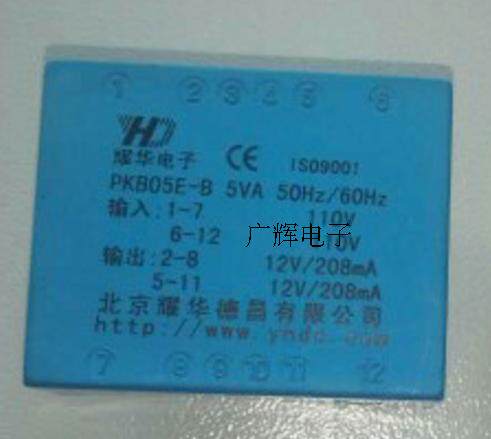 1 2 3 4 5 6
YHD
耀华电子 CE ISO9001
PKB05E-B 5VA 50Hz/60Hz
输入: 1-7 110V
6-12 110V
广辉电子
输出: 2-8 12V/208mA
5-11 12V/208mA
北京耀华德昌有限公司
http://www.yhdc.com
7 8 9 10 11 12